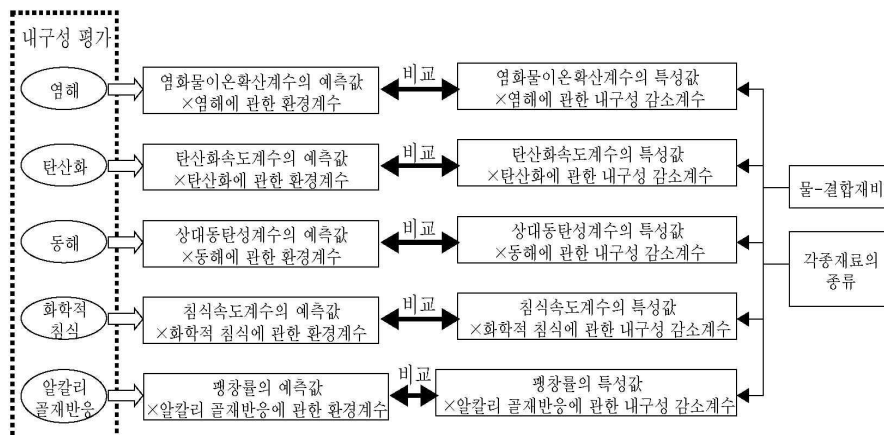 내구성 평가
염해
염화물이온확산계수의 예측값
×염해에 관한 환경계수
비교
염화물이온확산계수의 특성값
×염해에 관한 내구성 감소계수
탄산화
탄산화속도계수의 예측값
×탄산화에 관한 환경계수
비교
탄산화속도계수의 특성값
×탄산화에 관한 내구성 감소계수
물-결합재비
동해
상대동탄성계수의 예측값
×동해에 관한 환경계수
비교
상대동탄성계수의 특성값
×동해에 관한 내구성 감소계수
각종재료의
종류
화학적
침식
침식속도계수의 예측값
×화학적 침식에 관한 환경계수
비교
침식속도계수의 특성값
×화학적 침식에 관한 내구성 감소계수
알칼리
골재반응
팽창률의 예측값
×알칼리 골재반응에 관한 환경계수
비교
팽창률의 특성값
×알칼리 골재반응에 관한 내구성 감소계수